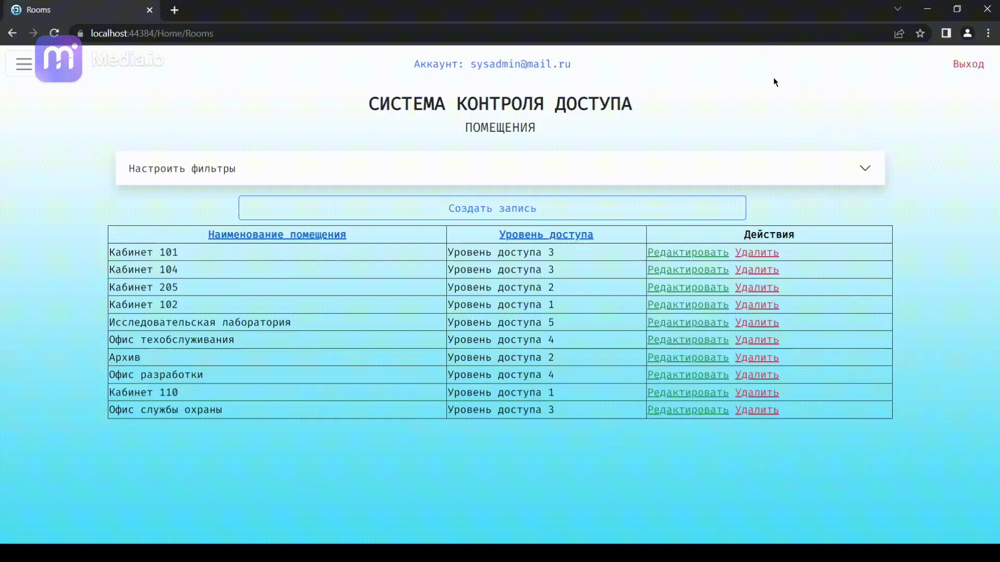 Rooms
localhost:44384/Home/Rooms
Media.io
Аккаунт: sysadmin@mail.ru
Выход
СИСТЕМА КОНТРОЛЯ ДОСТУПА
ПОМЕЩЕНИЯ
Настроить фильтры
Создать запись
Наименование помещения Уровень доступа Действия
Кабинет 101 Уровень доступа 3 Редактировать Удалить
Кабинет 104 Уровень доступа 3 Редактировать Удалить
Кабинет 205 Уровень доступа 2 Редактировать Удалить
Кабинет 102 Уровень доступа 1 Редактировать Удалить
Исследовательская лаборатория Уровень доступа 5 Редактировать Удалить
Офис техобслуживания Уровень доступа 4 Редактировать Удалить
Архив Уровень доступа 2 Редактировать Удалить
Офис разработки Уровень доступа 4 Редактировать Удалить
Кабинет 110 Уровень доступа 1 Редактировать Удалить
Офис службы охраны Уровень доступа 3 Редактировать Удалить